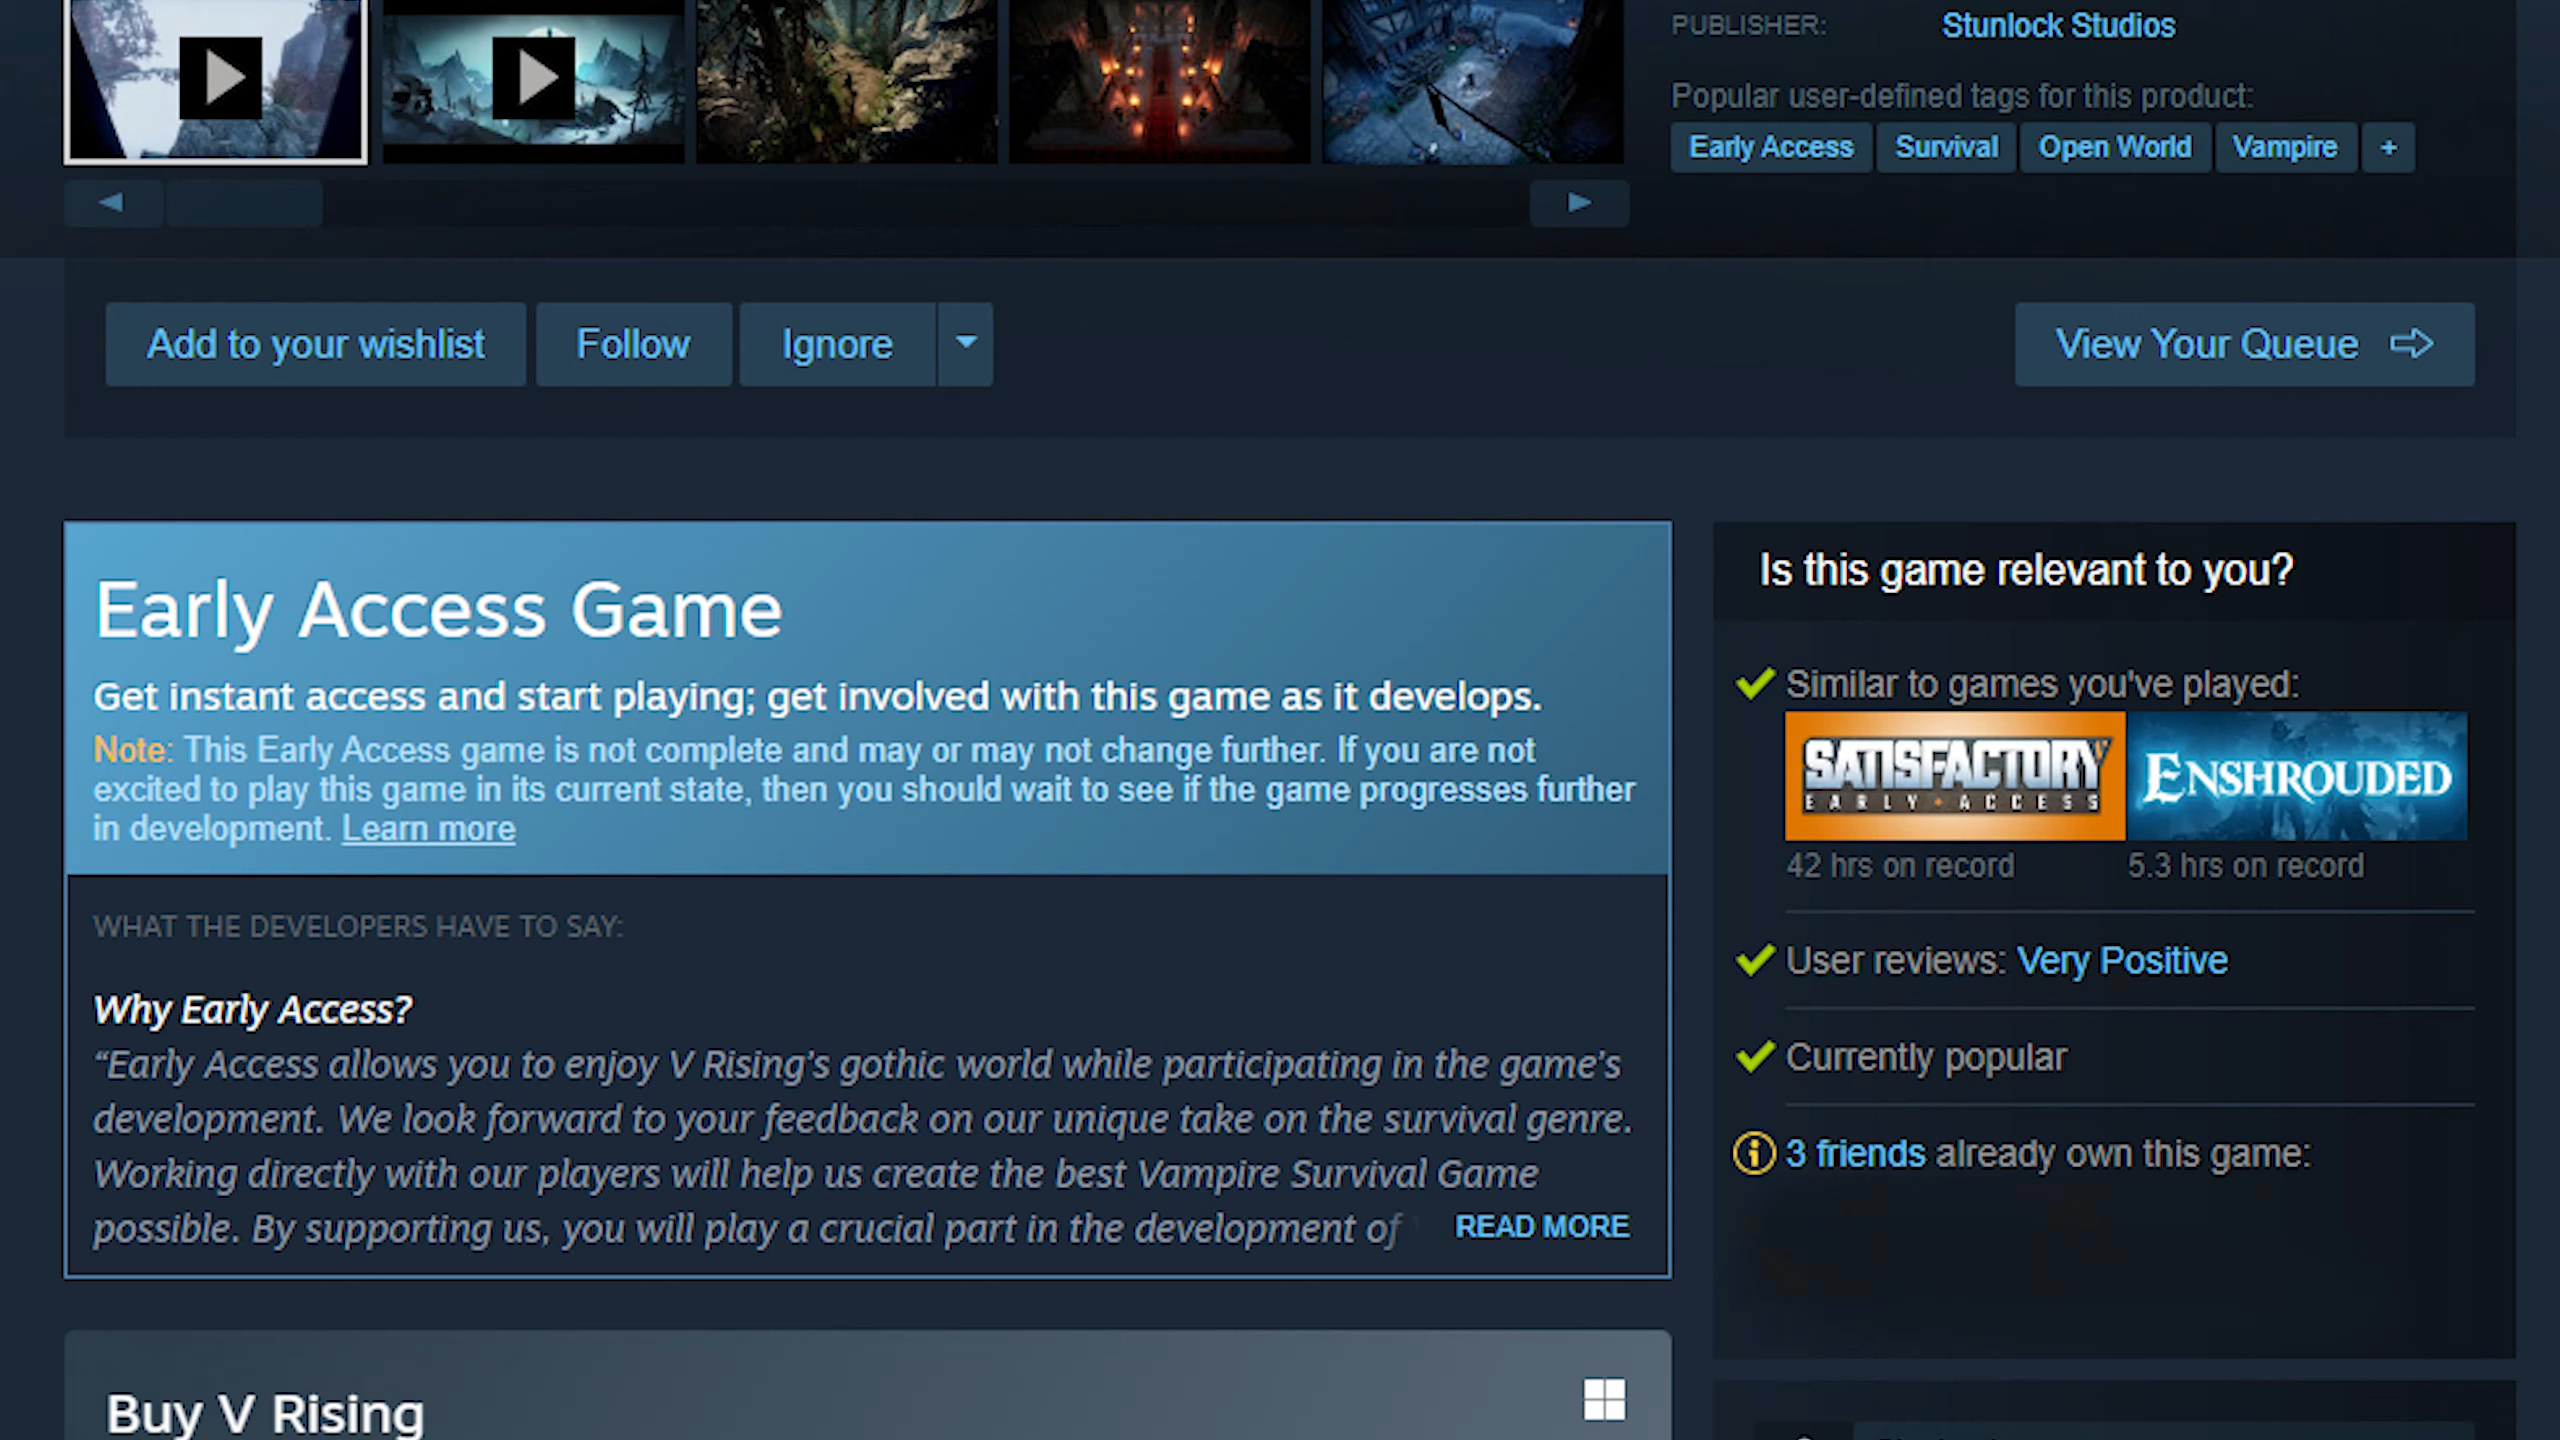 PUBLISHER: Stunlock Studios
Popular user-defined tags for this product:
Early Access Survival Open World Vampire +
Add to your wishlist Follow Ignore View Your Queue
Early Access Game
Get instant access and start playing; get involved with this game as it develops.
Note: This Early Access game is not complete and may or may not change further. If you are not
excited to play this game in its current state, then you should wait to see if the game progresses further
in development. Learn more
WHAT THE DEVELOPERS HAVE TO SAY:
Why Early Access?
“Early Access allows you to enjoy V Rising’s gothic world while participating in the game’s
development. We look forward to your feedback on our unique take on the survival genre.
Working directly with our players will help us create the best Vampire Survival Game
possible. By supporting us, you will play a crucial part in the development of READ MORE
Buy V Rising
Is this game relevant to you?
Similar to games you've played:
SATISFACTORY
EARLY ACCESS
ENSHROUDED
42 hrs on record 5.3 hrs on record
User reviews: Very Positive
Currently popular
3 friends already own this game: